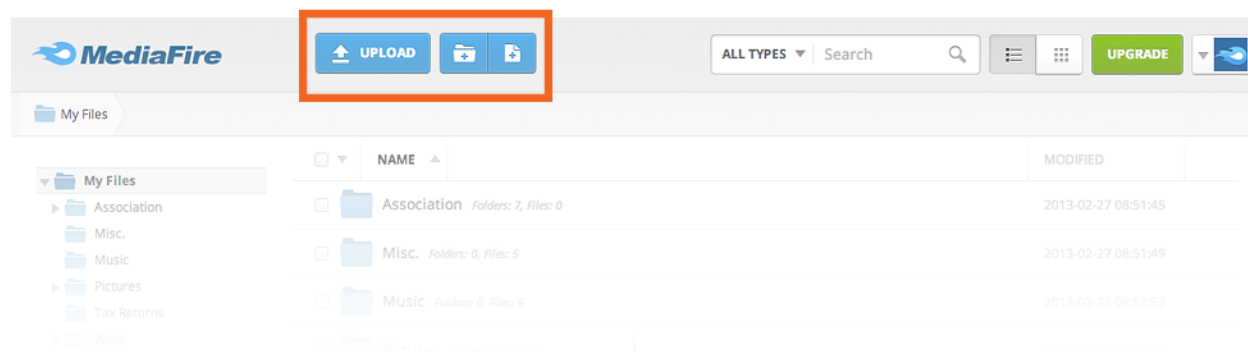 MediaFire UPLOAD ALL TYPES Search UPGRADE
My Files
NAME MODIFIED
My Files
Association
Association Folders: 7, Files: 0 2013-02-27 08:51:45
Misc.
Misc. Folders: 0, Files: 5 2013-02-27 08:51:49
Music
Pictures
Music Folders: 0, Files: 6 2013-02-27 08:51:53
Tax Returns
Work
Pictures